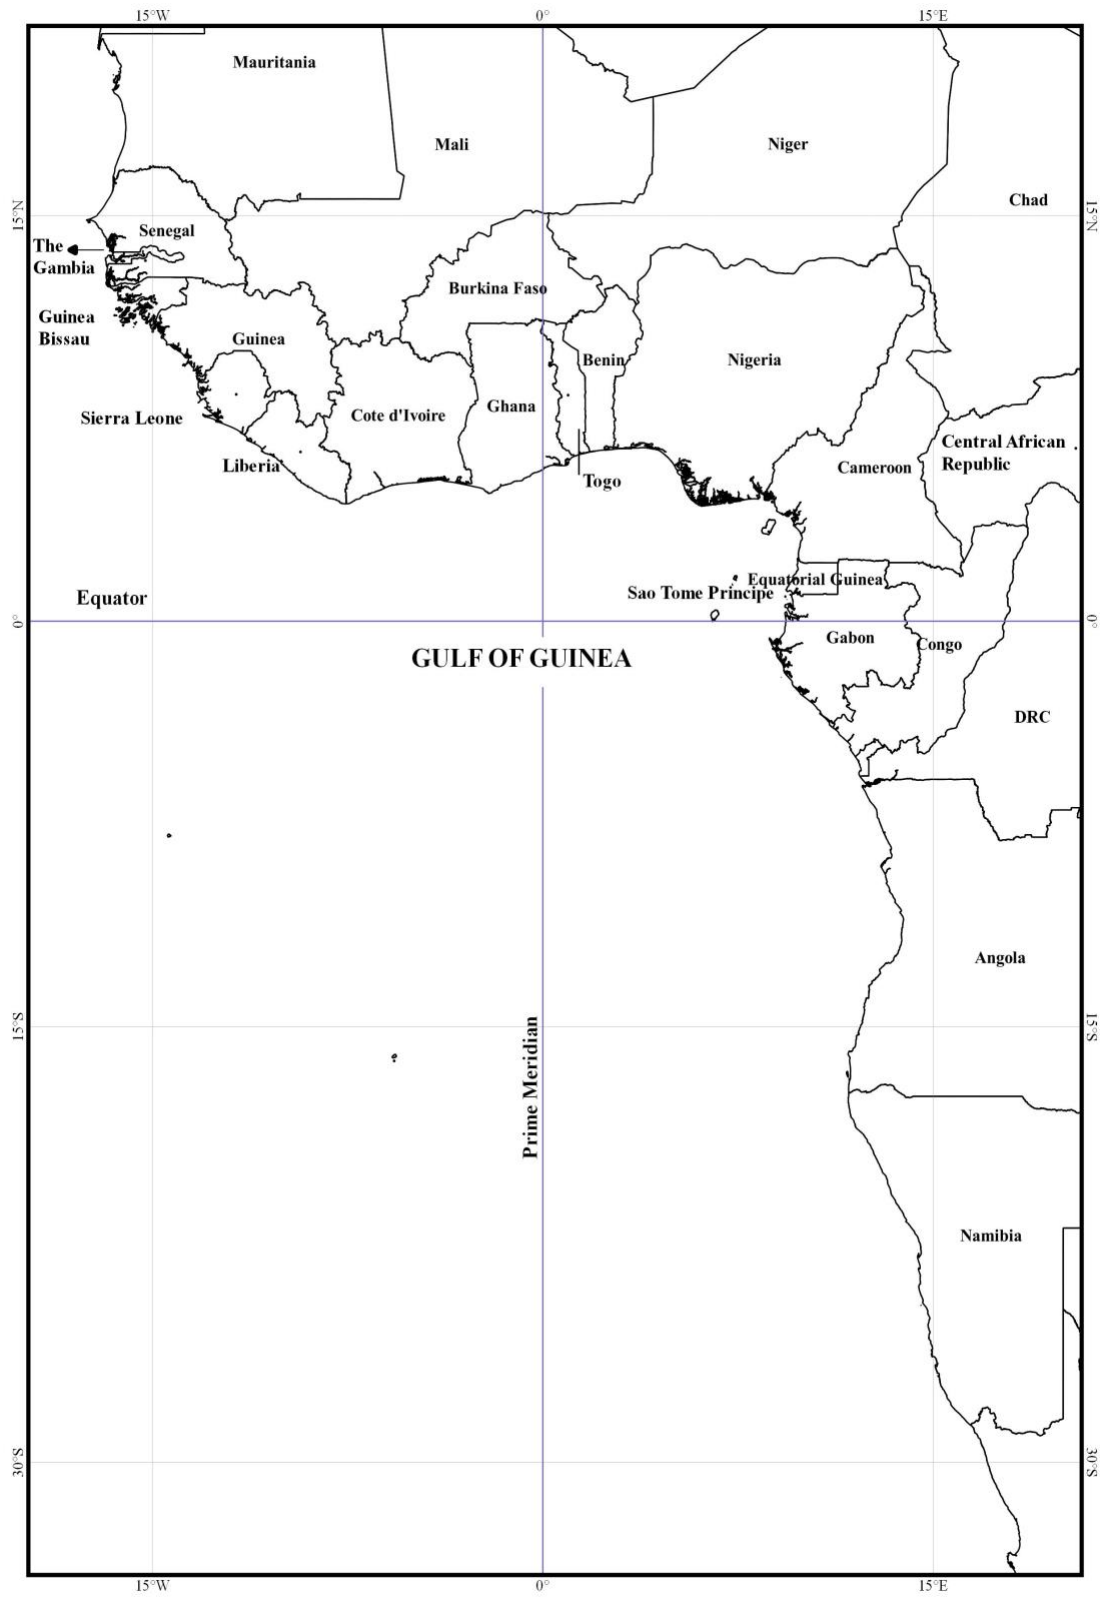 15°W
0°
15°E
Mauritania
Mali
Niger
Chad
15°N
15°N
Senegal
The
Gambia
Burkina Faso
Guinea
Bissau
Guinea
Benin
Nigeria
Cote d'Ivoire
Ghana
Sierra Leone
Central African
Republic
Liberia
Cameroon
Togo
Equatorial Guinea
Sao Tome Principe
Equator
0°
0°
Gabon
Congo
GULF OF GUINEA
DRC
Angola
15°S
15°S
Prime Meridian
Namibia
30°S
30°S
15°W
0°
15°E